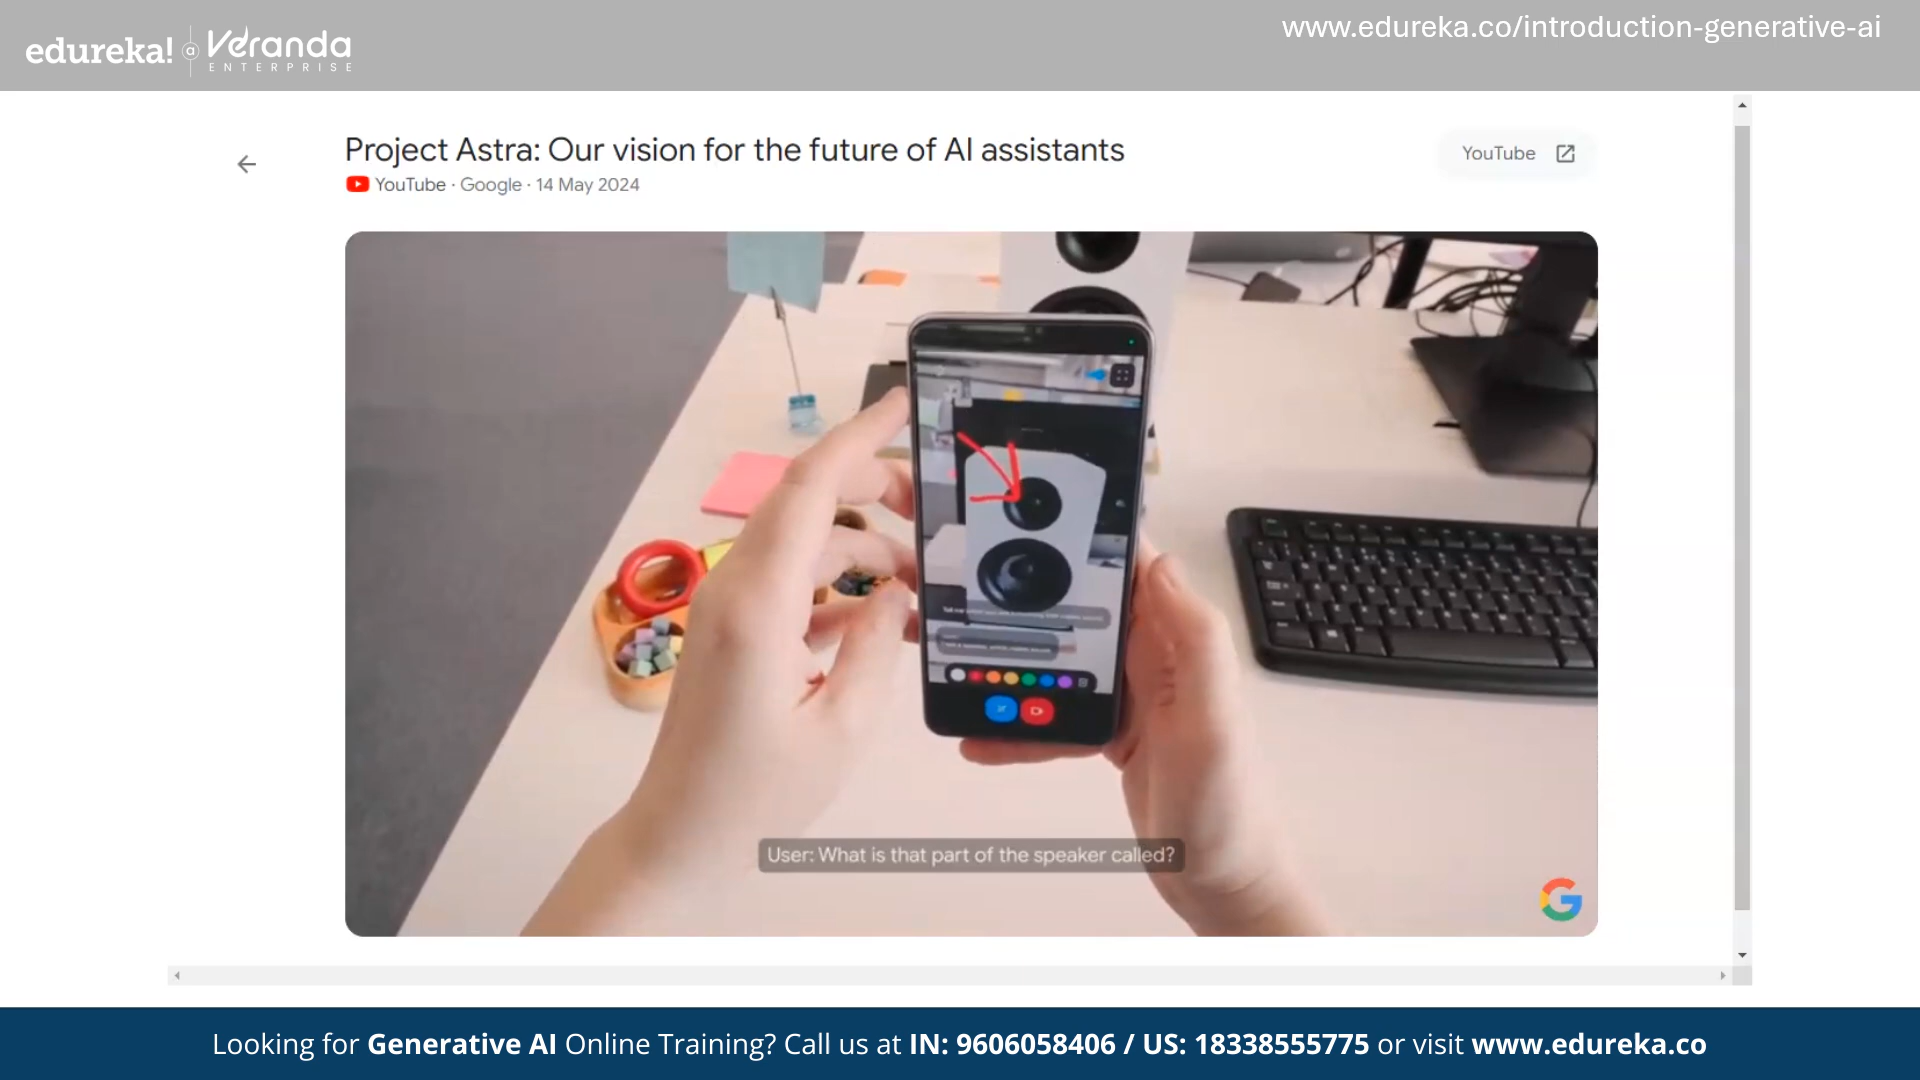 edureka! a Veranda
ENTERPRISE
www.edureka.co/introduction-generative-ai
Project Astra: Our vision for the future of AI assistants
YouTube · Google · 14 May 2024
YouTube
User: What is that part of the speaker called?
Looking for Generative AI Online Training? Call us at IN: 9606058406 / US: 18338555775 or visit www.edureka.co